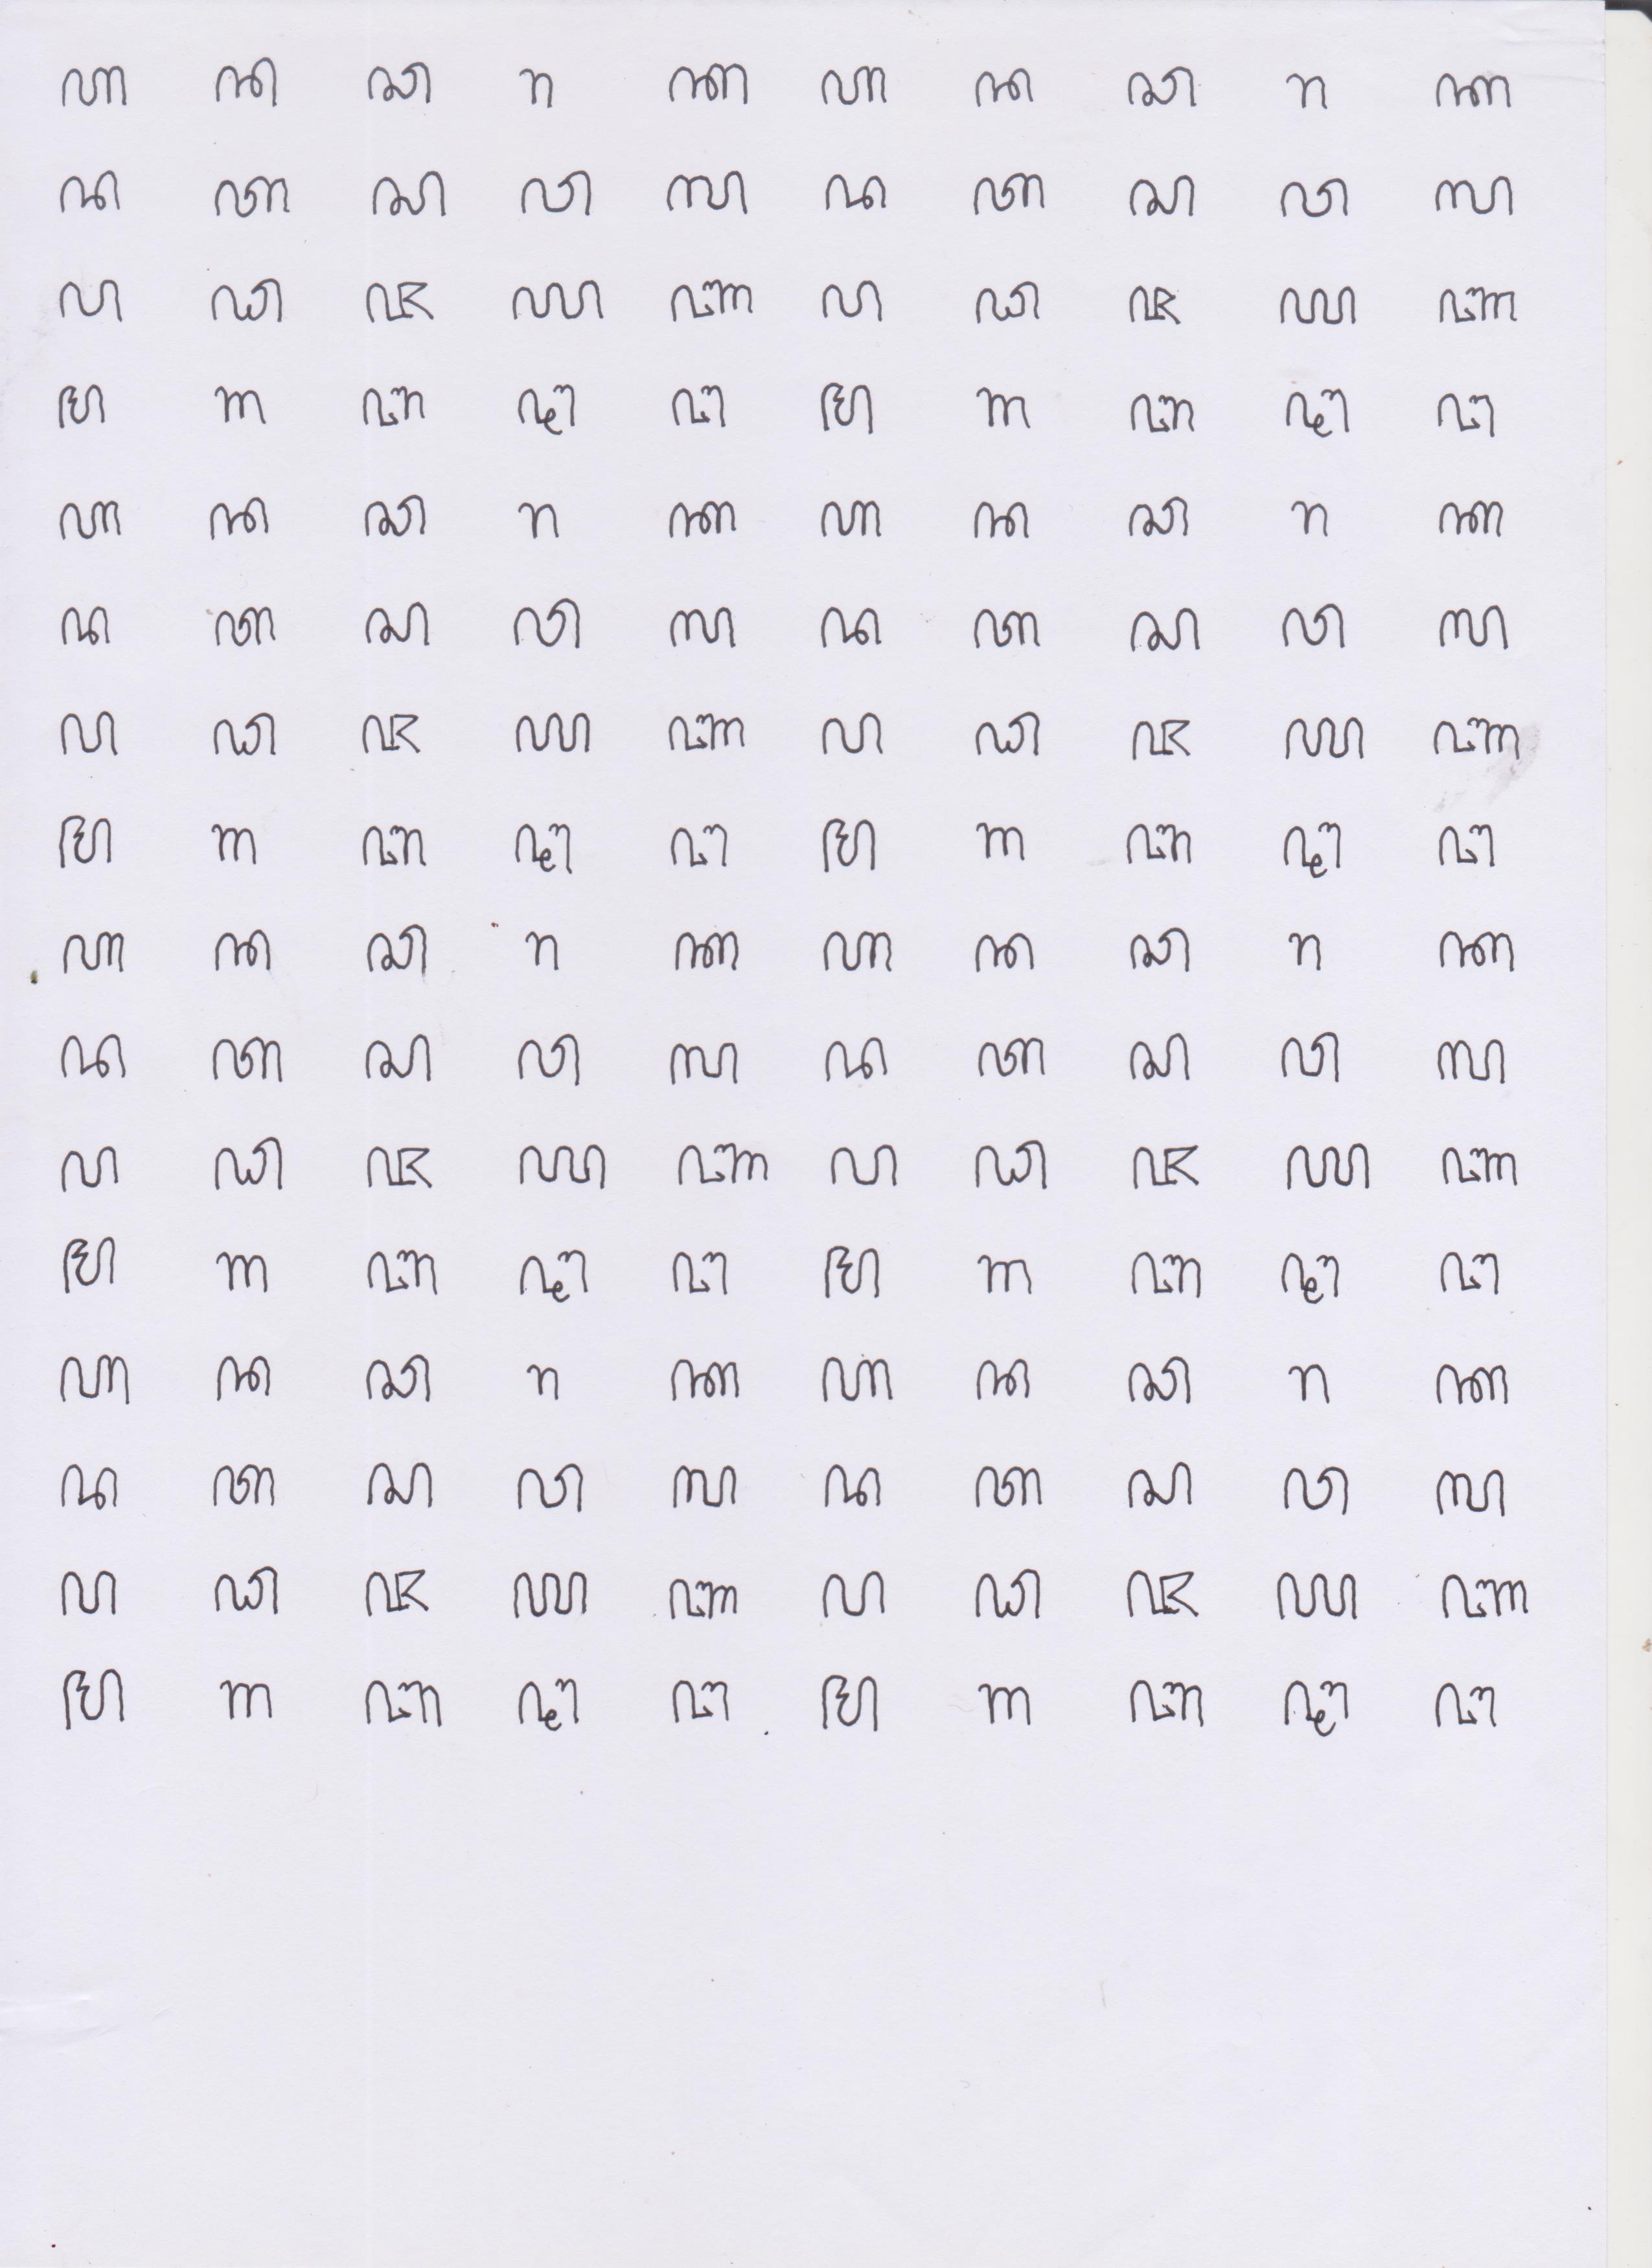 ꦲ ꦤ ꦕ ꦫ ꦏ ꦲ ꦤ ꦕ ꦫ ꦏ
ꦢ ꦠ ꦱ ꦮ ꦭ ꦢ ꦠ ꦱ ꦮ ꦭ
ꦥ ꦝ ꦗ ꦪ ꦚ ꦥ ꦝ ꦗ ꦪ ꦚ
ꦩ ꦒ ꦧ ꦛ ꦔ ꦩ ꦒ ꦧ ꦛ ꦔ
ꦲ ꦤ ꦕ ꦫ ꦏ ꦲ ꦤ ꦕ ꦫ ꦏ
ꦢ ꦠ ꦱ ꦮ ꦭ ꦢ ꦠ ꦱ ꦮ ꦭ
ꦥ ꦝ ꦗ ꦪ ꦚ ꦥ ꦝ ꦗ ꦪ ꦚ
ꦩ ꦒ ꦧ ꦛ ꦔ ꦩ ꦒ ꦧ ꦛ ꦔ
ꦲ ꦤ ꦕ ꦫ ꦏ ꦲ ꦤ ꦕ ꦫ ꦏ
ꦢ ꦠ ꦱ ꦮ ꦭ ꦢ ꦠ ꦱ ꦮ ꦭ
ꦥ ꦝ ꦗ ꦪ ꦚ ꦥ ꦝ ꦗ ꦪ ꦚ
ꦩ ꦒ ꦧ ꦛ ꦔ ꦩ ꦒ ꦧ ꦛ ꦔ
ꦲ ꦤ ꦕ ꦫ ꦏ ꦲ ꦤ ꦕ ꦫ ꦏ
ꦢ ꦠ ꦱ ꦮ ꦭ ꦢ ꦠ ꦱ ꦮ ꦭ
ꦥ ꦝ ꦗ ꦪ ꦚ ꦥ ꦝ ꦗ ꦪ ꦚ
ꦩ ꦒ ꦧ ꦛ ꦔ ꦩ ꦒ ꦧ ꦛ ꦔ